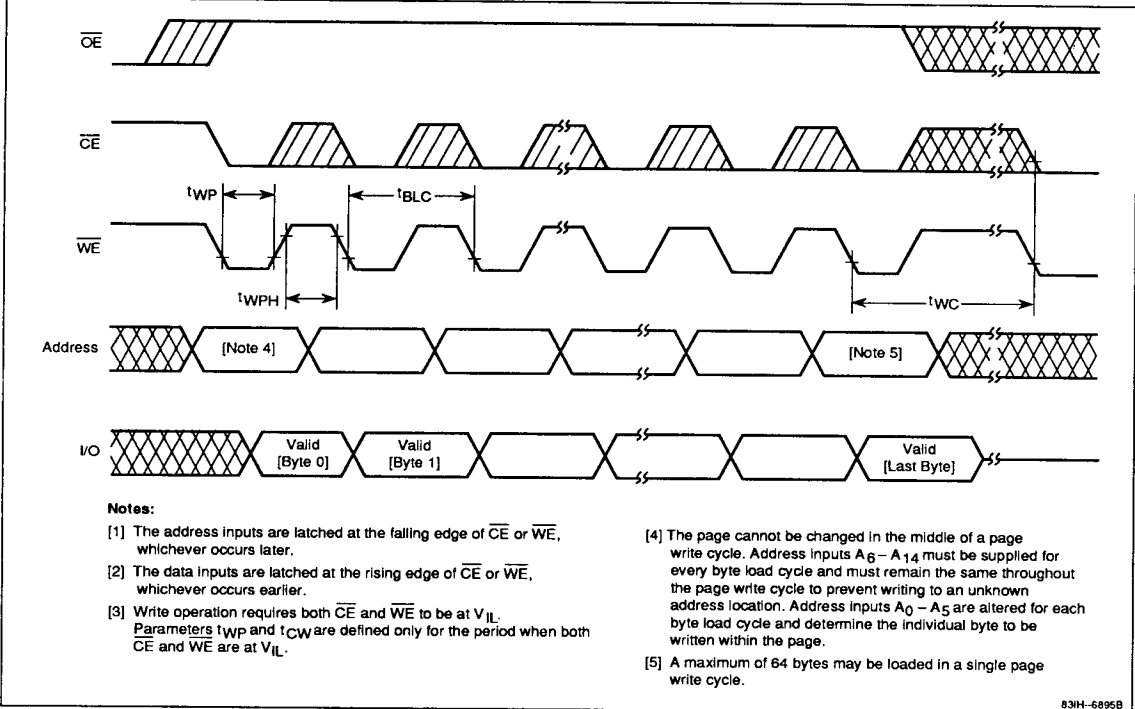 OE
CE
tWP
tBLC
WE
tWPH
tWC
Address
[Note 4]
[Note 5]
I/O
Valid
[Byte 0]
Valid
[Byte 1]
Valid
[Last Byte]
Notes:
[1] The address inputs are latched at the falling edge of CE or WE,
whichever occurs later.
[2] The data inputs are latched at the rising edge of CE or WE,
whichever occurs earlier.
[3] Write operation requires both CE and WE to be at VIL.
Parameters tWP and tCW are defined only for the period when both
CE and WE are at VIL.
[4] The page cannot be changed in the middle of a page
write cycle. Address inputs A6 – A14 must be supplied for
every byte load cycle and must remain the same throughout
the page write cycle to prevent writing to an unknown
address location. Address inputs A0 – A5 are altered for each
byte load cycle and determine the individual byte to be
written within the page.
[5] A maximum of 64 bytes may be loaded in a single page
write cycle.
83IH--6895B